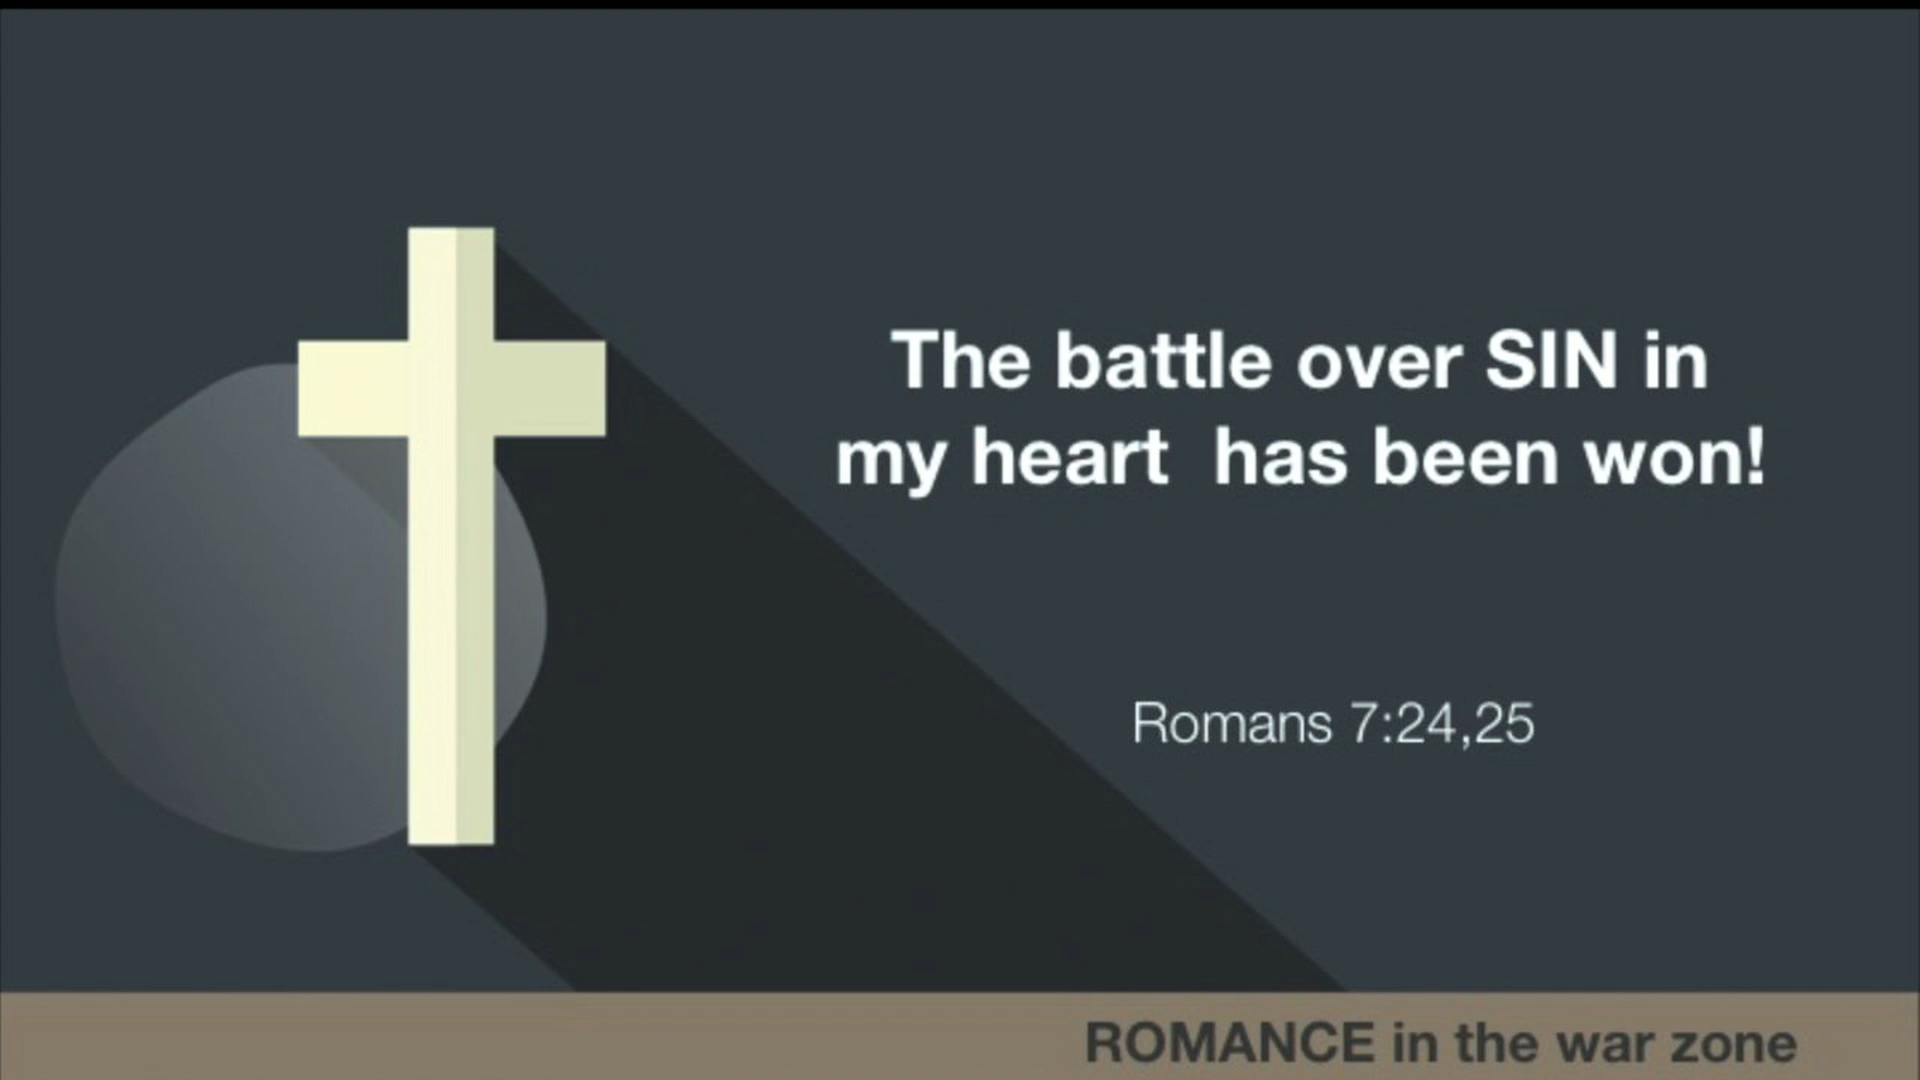 The battle over SIN in
my heart  has been won!
Romans 7:24,25
ROMANCE in the war zone